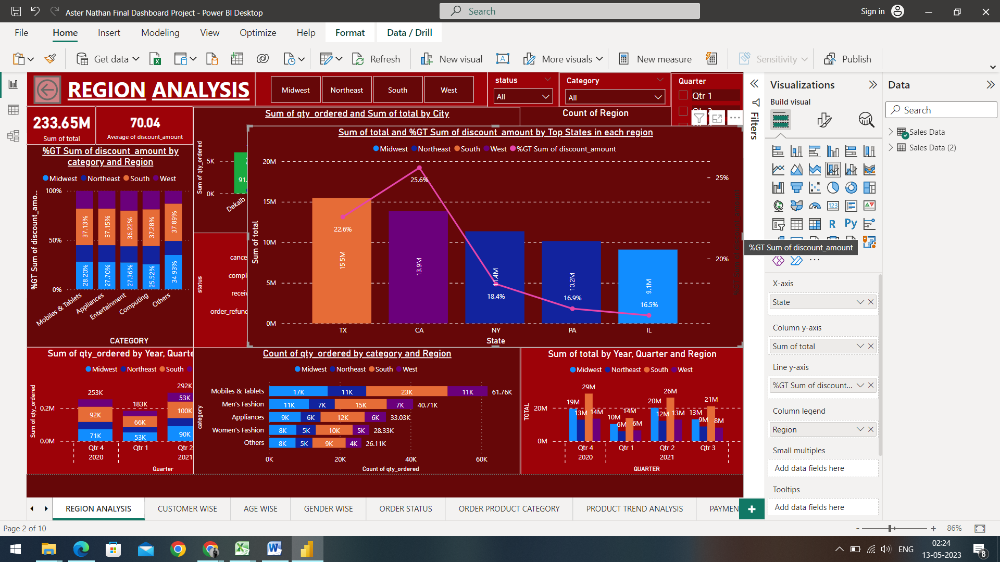 Aster Nathan Final Dashboard Project - Power BI Desktop
Search
Sign in
File Home Insert Modeling View Optimize Help Format Data / Drill
Get data
Refresh
New visual
More visuals
New measure
Sensitivity
Publish
REGION ANALYSIS
Midwest Northeast South West
status
All
Category
All
Quarter
Qtr 1
233.65M
Sum of total
70.04
Average of discount_amount
%GT Sum of discount_amount by
category and Region
Midwest Northeast South West
%GT Sum of discount_amo...
100%
50%
0%
37.13% 37.15% 36.22% 37.28% 37.89%
28.20% 27.70% 27.36% 25.52% 34.93%
Mobiles & Tablets Appliances Entertainment Computing Others
CATEGORY
Sum of qty_ordered and Sum of total by City
Sum of qty_ordered
5K
0K
91.
Dekalb
Count of Region
status
cance
compl
receiv
order_refunc
Sum of total and %GT Sum of discount_amount by Top States in each region
Midwest Northeast South West %GT Sum of discount_amount
Sum of total
20M
15M
10M
5M
0M
25%
20%
22.6% 25.6% 18.4% 16.9% 16.5%
15.5M 13.9M 11.4M 10.2M 9.1M
TX CA NY PA IL
State
%GT Sum of discount_amount
Sum of qty_ordered by Year, Quarte
Midwest Northeast South
Sum of qty_ordered
0.2M
0.0M
253K 183K 292K
53K
92K 66K 100K
71K 53K 90K
Qtr 4 Qtr 1 Qtr 2
2020 2021
Quarter
Count of qty_ordered by category and Region
Midwest Northeast South West
category
Mobiles & Tablets 17K 11K 23K 11K 61.76K
Men's Fashion 11K 7K 15K 7K 40.71K
Appliances 9K 6K 12K 6K 33.03K
Women's Fashion 8K 5K 10K 5K 28.33K
Others 8K 5K 9K 4K 26.11K
0K 20K 40K 60K
Count of qty_ordered
Sum of total by Year, Quarter and Region
Midwest Northeast South West
TOTAL
20M
0M
19M 13M 29M 14M
10M 6M 14M 6M
20M 12M 26M 13M
13M 9M 21M 8M
Qtr 4 Qtr 1 Qtr 2 Qtr 3
2020 2021
QUARTER
Filters
Visualizations
Build visual
R Py
123
X-axis
State
Column y-axis
Sum of total
Line y-axis
%GT Sum of discount...
Column legend
Region
Small multiples
Add data fields here
Tooltips
Add data fields here
Data
Search
Sales Data
Sales Data (2)
REGION ANALYSIS CUSTOMER WISE AGE WISE GENDER WISE ORDER STATUS ORDER PRODUCT CATEGORY PRODUCT TREND ANALYSIS PAYMEN
Page 2 of 10
- + 86%
ENG
02:24
13-05-2023
8